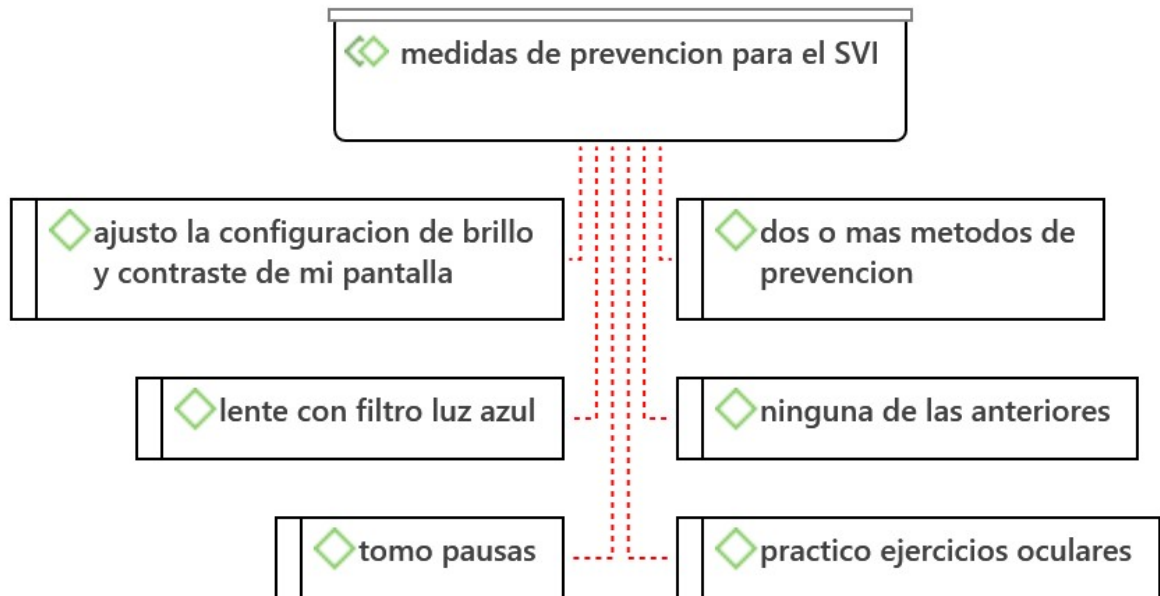 medidas de prevencion para el SVI
ajusto la configuracion de brillo
y contraste de mi pantalla
dos o mas metodos de
prevencion
lente con filtro luz azul
ninguna de las anteriores
tomo pausas
practico ejercicios oculares